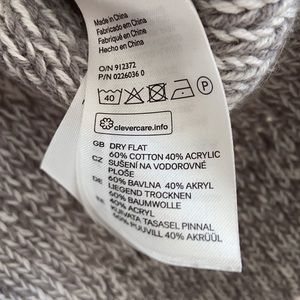 Made in China
Fabricado en China
Fabriqué en China
Hecho en China
O/N 912372
P/N 0226036 0
40
P
clevercare.info
GB DRY FLAT
60% COTTON 40% ACRYLIC
CZ SUŠENÍ NA VODOROVNÉ
PLOŠE
60% BAVLNA 40% AKRYL
DE LIEGEND TROCKNEN
60% BAUMWOLLE
40% ACRYL
KUIVATA TASASEL PINNAL
60% PUUVILL 40% AKRÜÜL